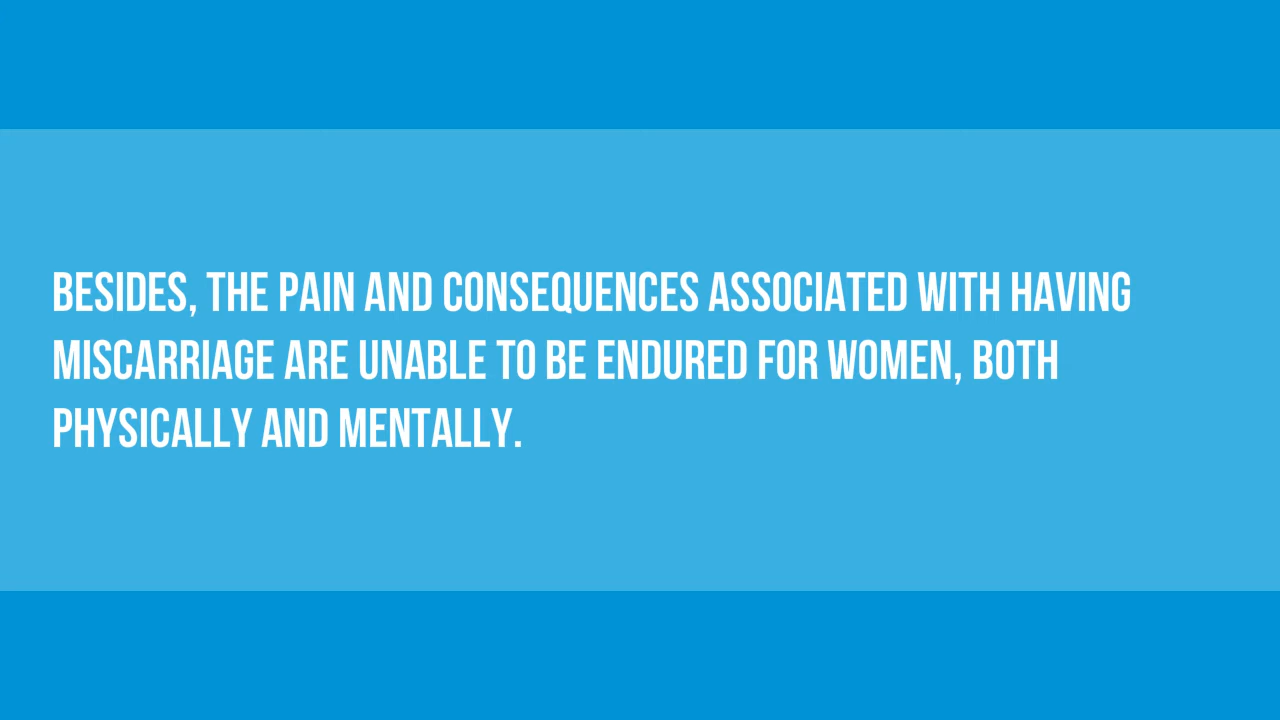 BESIDES, THE PAIN AND CONSEQUENCES ASSOCIATED WITH HAVING
MISCARRIAGE ARE UNABLE TO BE ENDURED FOR WOMEN, BOTH
PHYSICALLY AND MENTALLY.